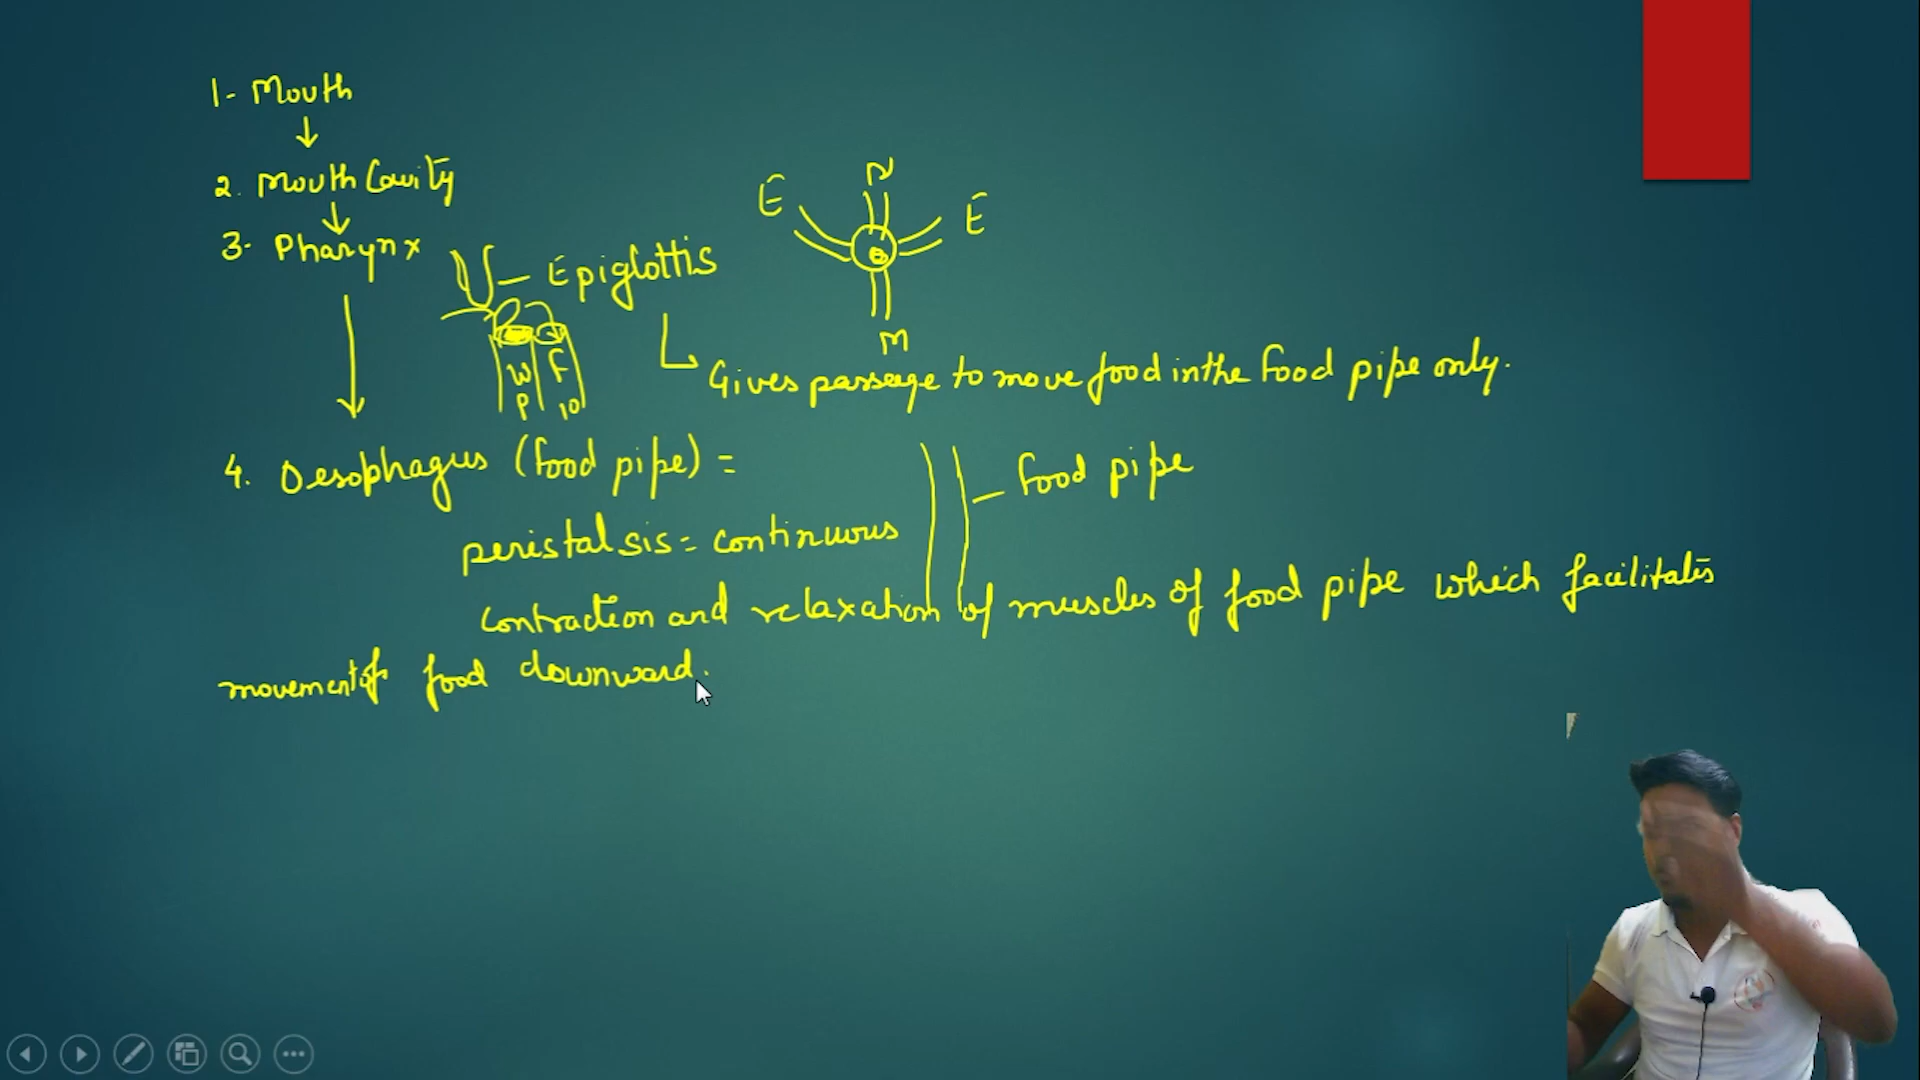 1- Mouth
2. Mouth Cavity
3- Pharynx
Epiglottis
E
N
E
M
W F
P
Gives passage to move food in the food pipe only.
4. Oesophagus (food pipe) =
food pipe
peristalsis = continuous
contraction and relaxation of muscles of food pipe which facilitates
movement of food downward.